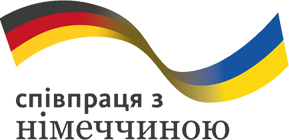 співпраця з
німеччиною